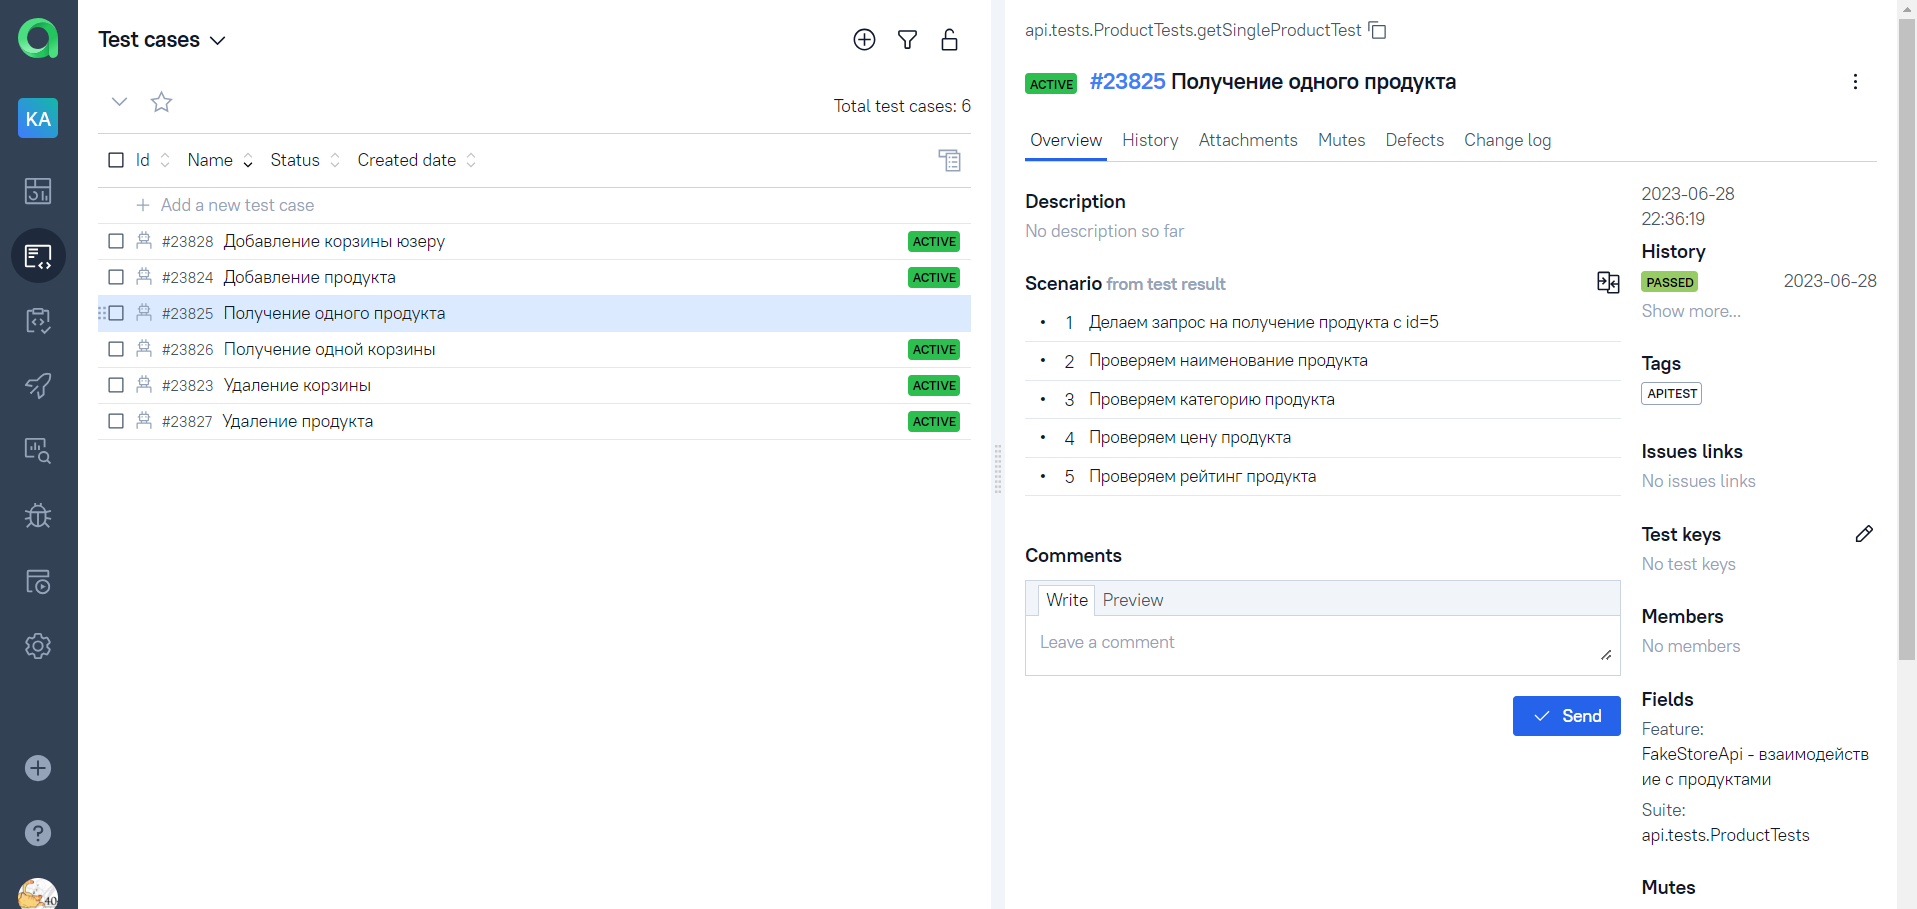 KA
40
Test cases
Total test cases: 6
Id Name Status Created date
+ Add a new test case
#23828 Добавление корзины юзеру ACTIVE
#23824 Добавление продукта ACTIVE
#23825 Получение одного продукта
#23826 Получение одной корзины ACTIVE
#23823 Удаление корзины ACTIVE
#23827 Удаление продукта ACTIVE
api.tests.ProductTests.getSingleProductTest
ACTIVE #23825 Получение одного продукта
Overview History Attachments Mutes Defects Change log
Description
No description so far
Scenario from test result
• 1 Делаем запрос на получение продукта с id=5
• 2 Проверяем наименование продукта
• 3 Проверяем категорию продукта
• 4 Проверяем цену продукта
• 5 Проверяем рейтинг продукта
Comments
Write Preview
Leave a comment
Send
2023-06-28
22:36:19
History
PASSED 2023-06-28
Show more...
Tags
APITEST
Issues links
No issues links
Test keys
No test keys
Members
No members
Fields
Feature:
FakeStoreApi - взаимодейств
ие с продуктами
Suite:
api.tests.ProductTests
Mutes